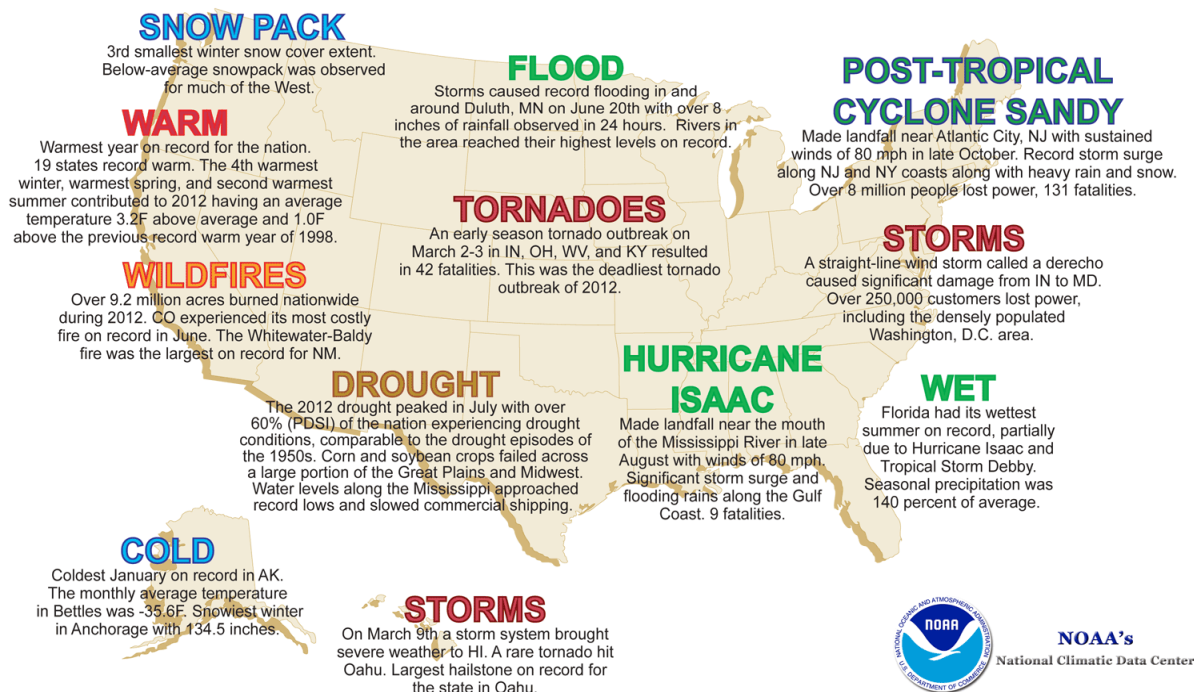 SNOW PACK
3rd smallest winter snow cover extent.
Below-average snowpack was observed
for much of the West.
WARM
Warmest year on record for the nation.
19 states record warm. The 4th warmest
winter, warmest spring, and second warmest
summer contributed to 2012 having an average
temperature 3.2F above average and 1.0F
above the previous record warm year of 1998.
WILDFIRES
Over 9.2 million acres burned nationwide
during 2012. CO experienced its most costly
fire on record in June. The Whitewater-Baldy
fire was the largest on record for NM.
FLOOD
Storms caused record flooding in and
around Duluth, MN on June 20th with over 8
inches of rainfall observed in 24 hours. Rivers in
the area reached their highest levels on record.
TORNADOES
An early season tornado outbreak on
March 2-3 in IN, OH, WV, and KY resulted
in 42 fatalities. This was the deadliest tornado
outbreak of 2012.
POST-TROPICAL
CYCLONE SANDY
Made landfall near Atlantic City, NJ with sustained
winds of 80 mph in late October. Record storm surge
along NJ and NY coasts along with heavy rain and snow.
Over 8 million people lost power, 131 fatalities.
STORMS
A straight-line wind storm called a derecho
caused significant damage from IN to MD.
Over 250,000 customers lost power,
including the densely populated
Washington, D.C. area.
DROUGHT
The 2012 drought peaked in July with over
60% (PDSI) of the nation experiencing drought
conditions, comparable to the drought episodes of
the 1950s. Corn and soybean crops failed across
a large portion of the Great Plains and Midwest.
Water levels along the Mississippi approached
record lows and slowed commercial shipping.
HURRICANE
ISAAC
Made landfall near the mouth
of the Mississippi River in late
August with winds of 80 mph.
Significant storm surge and
flooding rains along the Gulf
Coast. 9 fatalities.
WET
Florida had its wettest
summer on record, partially
due to Hurricane Isaac and
Tropical Storm Debby.
Seasonal precipitation was
140 percent of average.
COLD
Coldest January on record in AK.
The monthly average temperature
in Bettles was -35.6F. Snowiest winter
in Anchorage with 134.5 inches.
STORMS
On March 9th a storm system brought
severe weather to HI. A rare tornado hit
Oahu. Largest hailstone on record for
the state in Oahu.
NATIONAL OCEANIC AND ATMOSPHERIC ADMINISTRATION
NOAA
U.S. DEPARTMENT OF COMMERCE
NOAA's
National Climatic Data Center